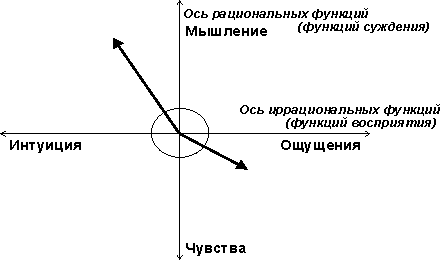 Ось рациональных функций
Мышление (функций суждения)
Ось иррациональных функций
(функций восприятия)
Интуиция Ощущения
Чувства